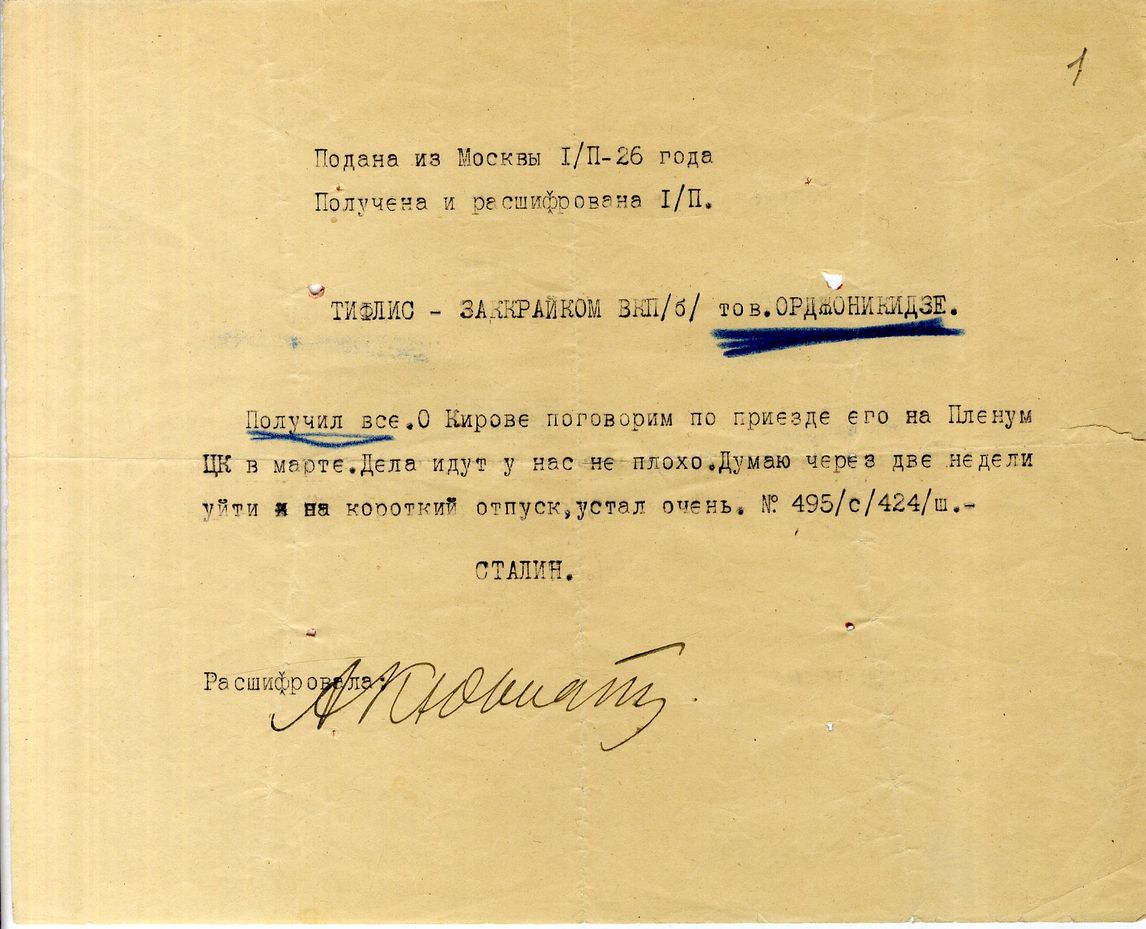 1
Подана из Москвы I/П-26 года
Получена и расшифрована I/П.
ТИФЛИС - ЗАККРАЙКОМ ВКП/б/ тов.ОРДЖОНИКИДЗЕ.
Получил все.О Кирове поговорим по приезде его на Пленум
ЦК в марте.Дела идут у нас не плохо.Думаю через две недели
уйти на короткий отпуск,устал очень. № 495/с/424/ш.-
СТАЛИН.
Расшифровала: